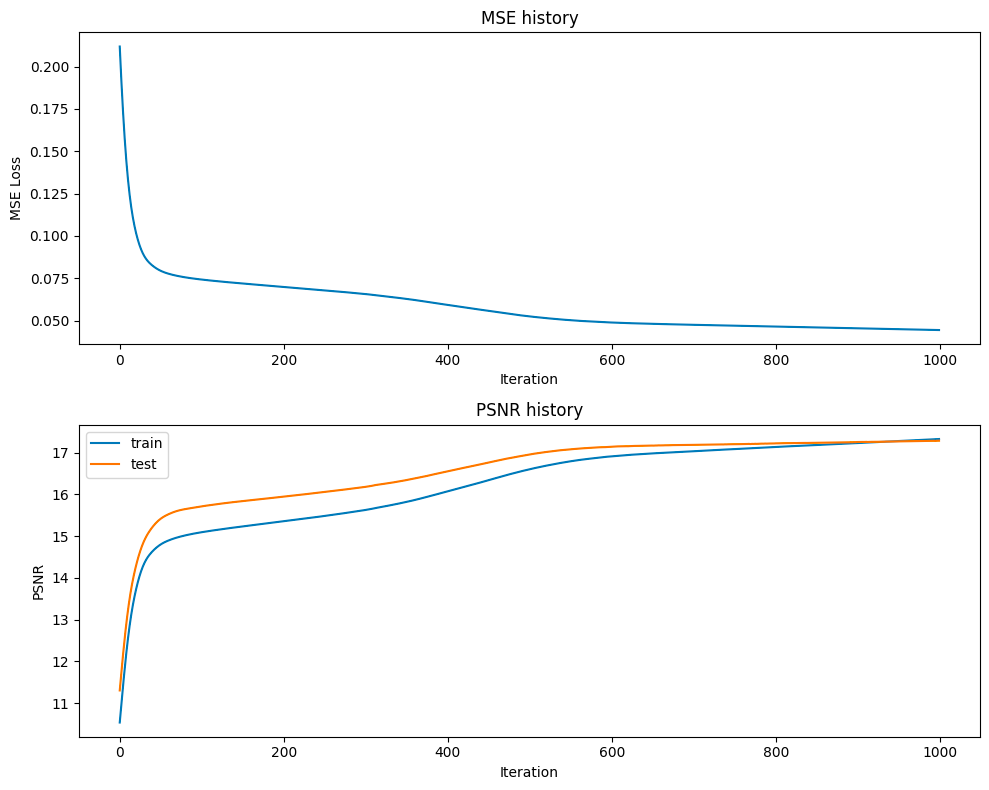 MSE history
0.200
0.175
0.150
0.125
0.100
0.075
0.050
MSE Loss
0 200 400 600 800 1000
Iteration
PSNR history
train
test
17
16
15
14
13
12
11
PSNR
0 200 400 600 800 1000
Iteration